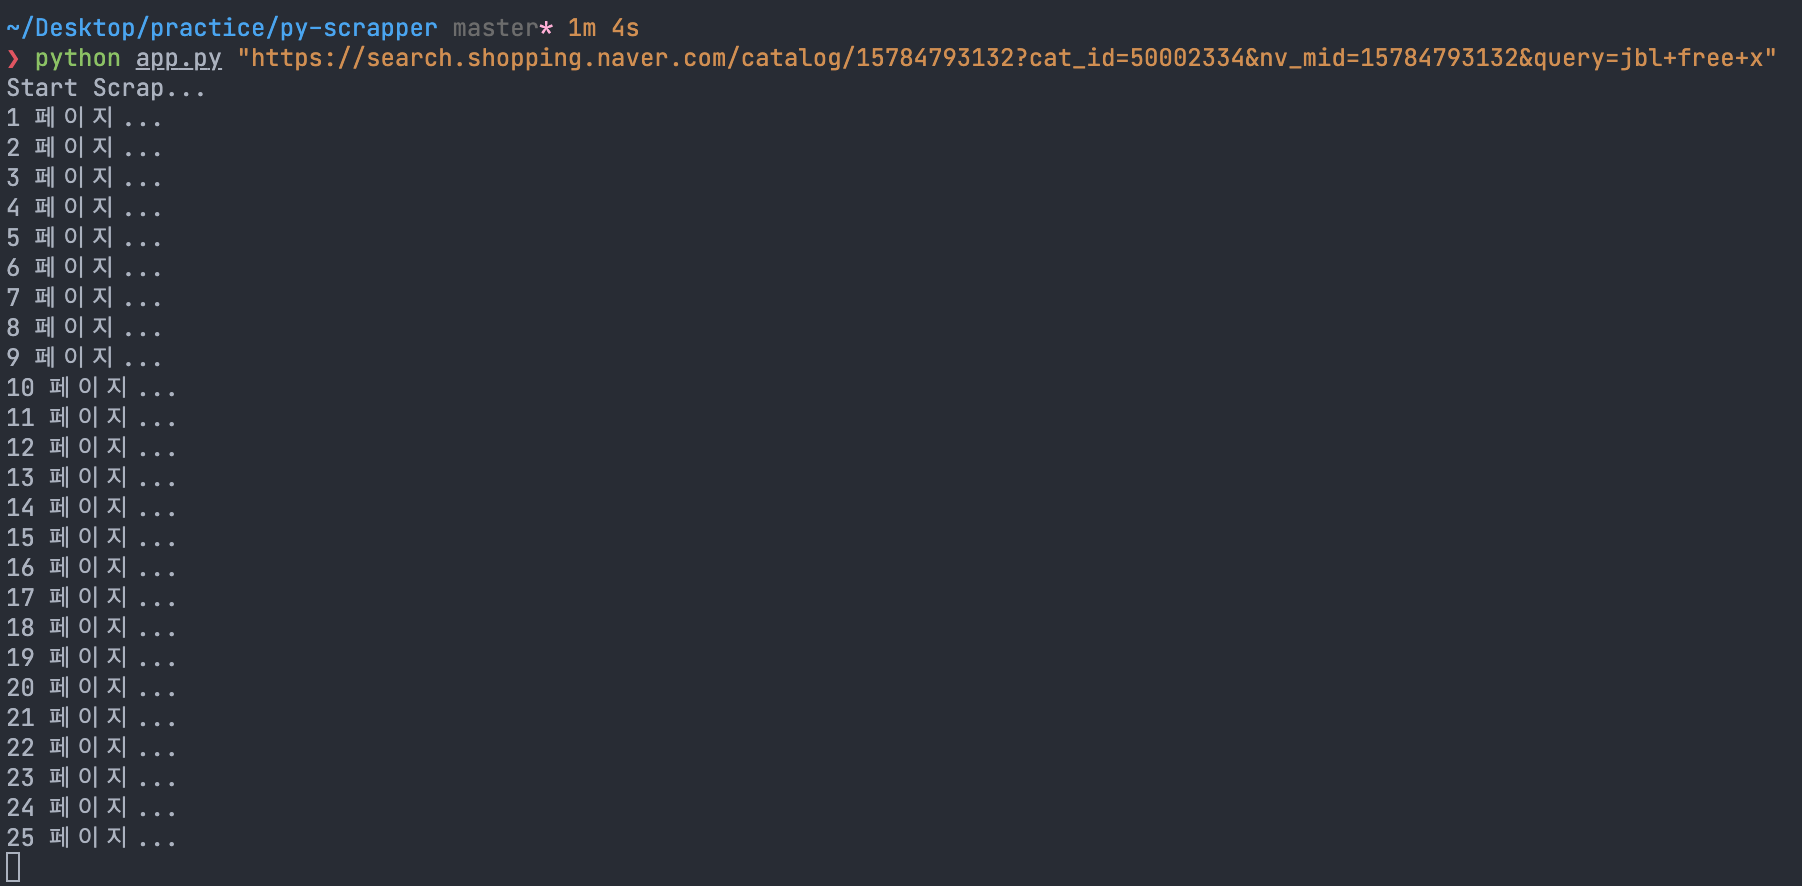 ~/Desktop/practice/py-scrapper master* 1m 4s
❯ python app.py "https://search.shopping.naver.com/catalog/15784793132?cat_id=50002334&nv_mid=15784793132&query=jbl+free+x"
Start Scrap...
1 페이지...
2 페이지...
3 페이지...
4 페이지...
5 페이지...
6 페이지...
7 페이지...
8 페이지...
9 페이지...
10 페이지...
11 페이지...
12 페이지...
13 페이지...
14 페이지...
15 페이지...
16 페이지...
17 페이지...
18 페이지...
19 페이지...
20 페이지...
21 페이지...
22 페이지...
23 페이지...
24 페이지...
25 페이지...